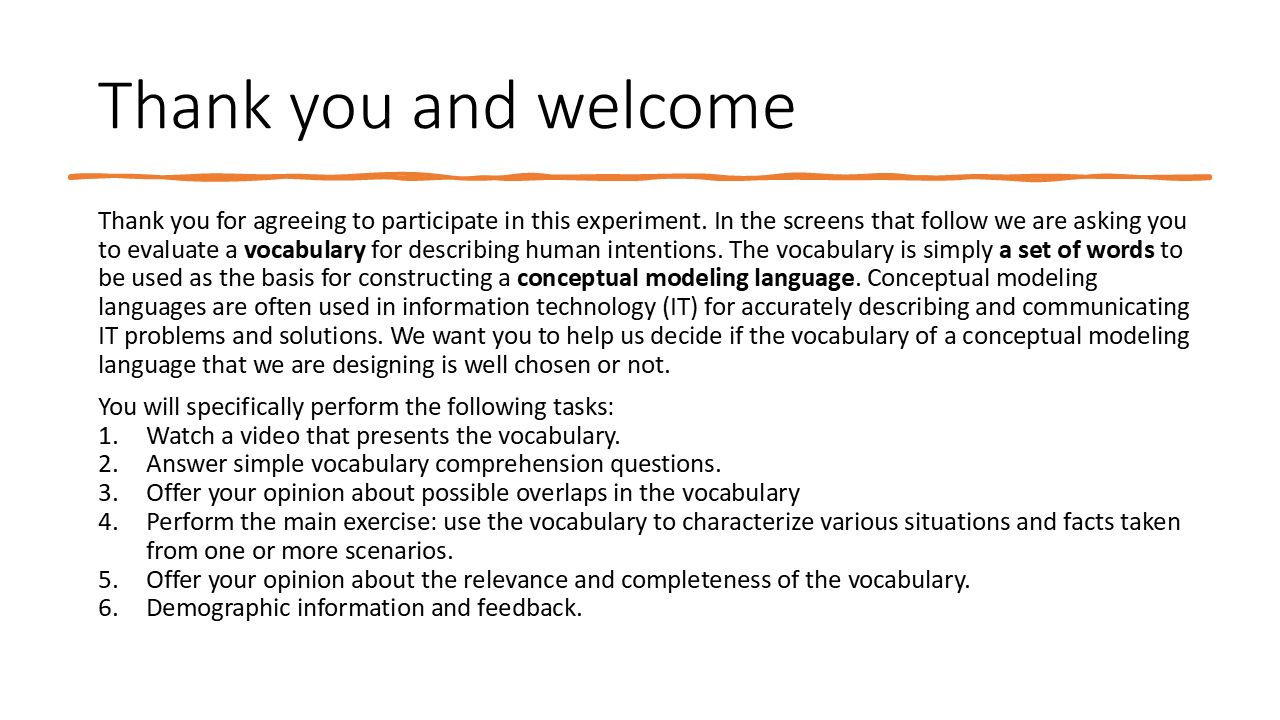 Thank you and welcome
Thank you for agreeing to participate in this experiment. In the screens that follow we are asking you
to evaluate a vocabulary for describing human intentions. The vocabulary is simply a set of words to
be used as the basis for constructing a conceptual modeling language. Conceptual modeling
languages are often used in information technology (IT) for accurately describing and communicating
IT problems and solutions. We want you to help us decide if the vocabulary of a conceptual modeling
language that we are designing is well chosen or not.
You will specifically perform the following tasks:
1. Watch a video that presents the vocabulary.
2. Answer simple vocabulary comprehension questions.
3. Offer your opinion about possible overlaps in the vocabulary
4. Perform the main exercise: use the vocabulary to characterize various situations and facts taken
from one or more scenarios.
5. Offer your opinion about the relevance and completeness of the vocabulary.
6. Demographic information and feedback.